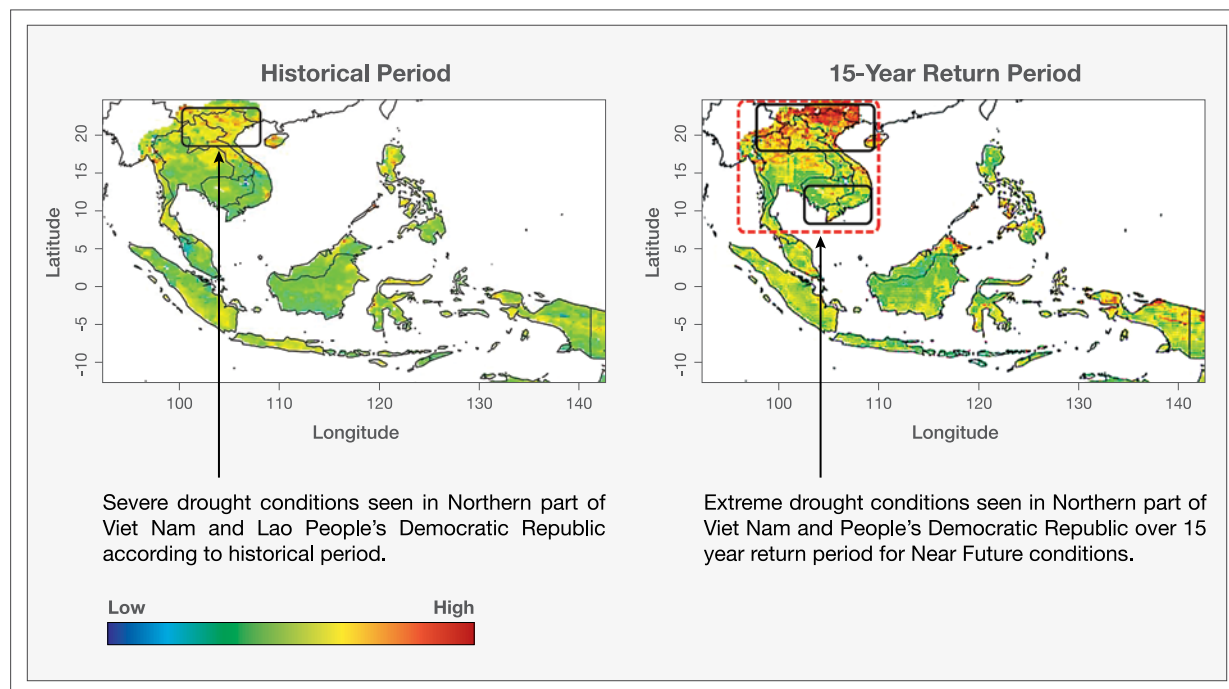 Historical Period
Latitude
20
15
10
5
0
-5
-10
100
110
120
130
140
Longitude
Severe drought conditions seen in Northern part of
Viet Nam and Lao People's Democratic Republic
according to historical period.
15-Year Return Period
Latitude
20
15
10
5
0
-5
-10
100
110
120
130
140
Longitude
Extreme drought conditions seen in Northern part of
Viet Nam and People's Democratic Republic over 15
year return period for Near Future conditions.
Low
High